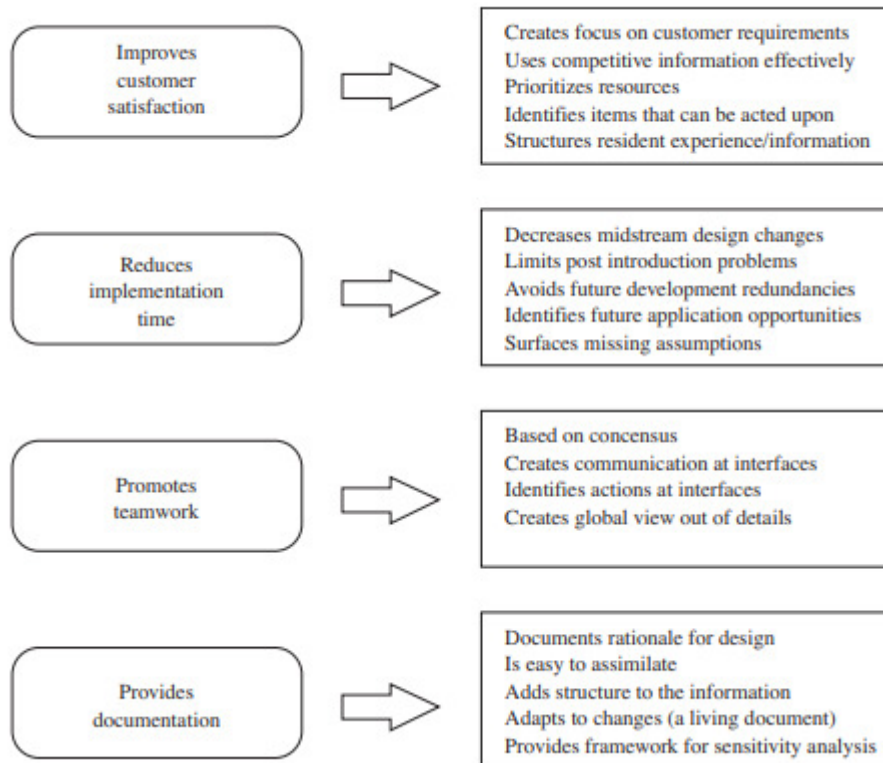 Improves
customer
satisfaction
Creates focus on customer requirements
Uses competitive information effectively
Prioritizes resources
Identifies items that can be acted upon
Structures resident experience/information
Reduces
implementation
time
Decreases midstream design changes
Limits post introduction problems
Avoids future development redundancies
Identifies future application opportunities
Surfaces missing assumptions
Promotes
teamwork
Based on concensus
Creates communication at interfaces
Identifies actions at interfaces
Creates global view out of details
Provides
documentation
Documents rationale for design
Is easy to assimilate
Adds structure to the information
Adapts to changes (a living document)
Provides framework for sensitivity analysis